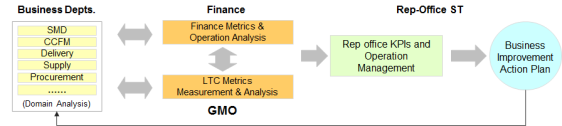 Business Depts.
SMD
CCFM
Delivery
Supply
Procurement
......
(Domain Analysis)
Finance
Finance Metrics &
Operation Analysis
LTC Metrics
Measurement & Analysis
GMO
Rep-Office ST
Rep office KPIs and
Operation
Management
Business
Improvement
Action Plan